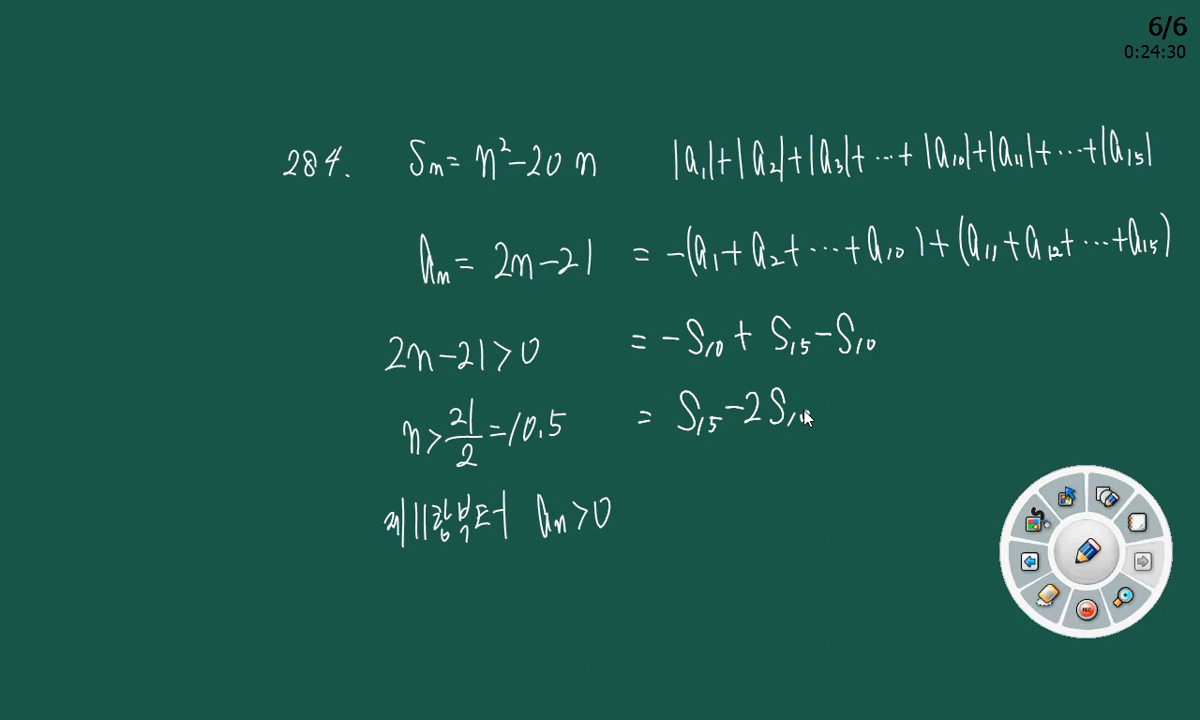 6/6
0:24:30
284. Sn = n²-20n
an = 2n-21
2n-21>0
n>21/2=10.5
제11항부터 an>0
|a1|+|a2|+|a3|+···+|a10|+|a11|+···+|a15|
= -(a1+a2+···+a10)+(a11+a12+···+a15)
= -S10+S15-S10
= S15-2S1
REC